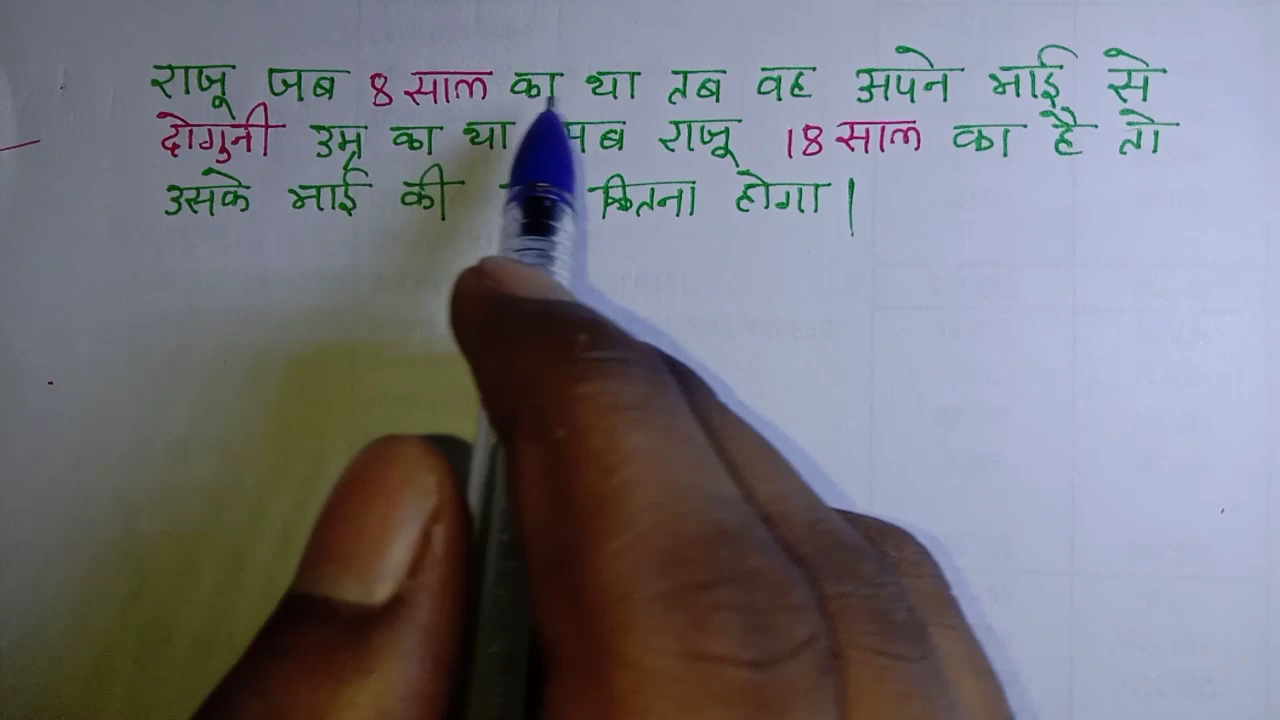 राजू जब 8 साल का था तब वह अपने भाई से
दोगुनी उम्र का था राजू 18 साल का है तो
उसके भाई की कितना होगा।